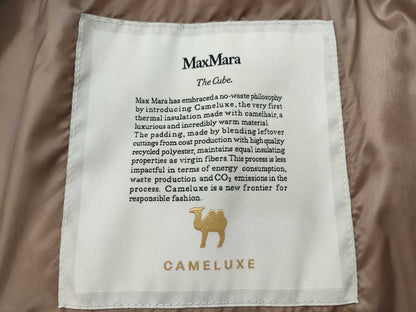 MaxMara
The Cube.
Max Mara has embraced a no-waste philosophy
by introducing Cameluxe, the very first
thermal insulation made with camelhair, a
luxurious and incredibly warm material.
The padding, made by blending leftover
cuttings from coat production with high quality
recycled polyester, maintains equal insulating
properties as virgin fibers. This process is less
impactful in terms of energy consumption,
waste production and CO₂ emissions in the
process. Cameluxe is a new frontier for
responsible fashion.
CAMELUXE